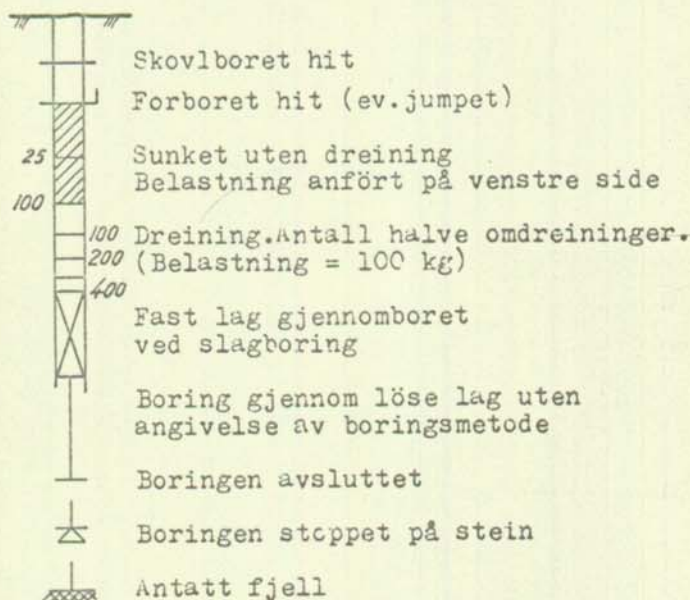 Skovlboret hit
Forboret hit (ev.jumpet)
25 Sunket uten dreining
Belastning anfört på venstre side
100
100 Dreining.Antall halve omdreininger.
200 (Belastning = 100 kg)
400
Fast lag gjennomboret
ved slagboring
Boring gjennom löse lag uten
angivelse av boringsmetode
Boringen avsluttet
Boringen stoppet på stein
Antatt fjell